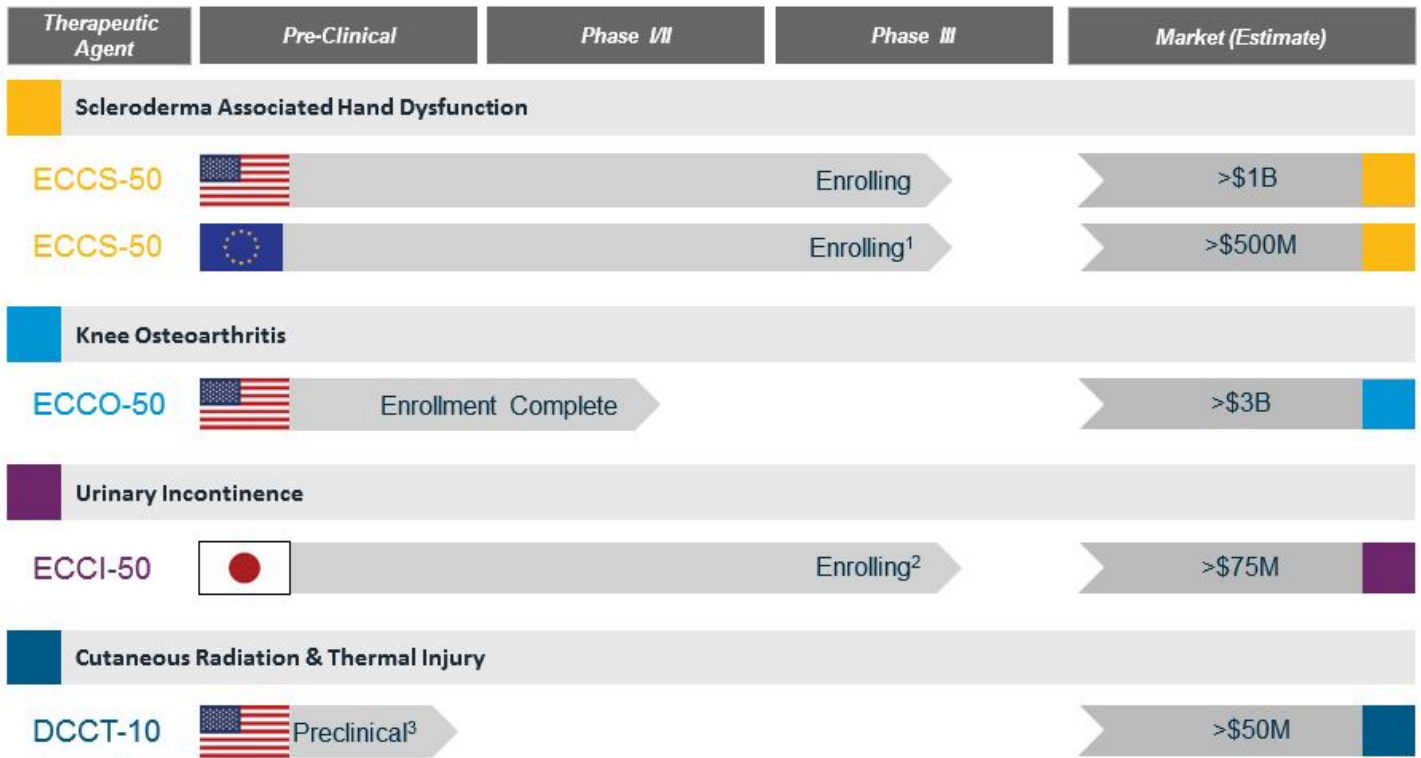 Therapeutic Agent
Pre-Clinical
Phase I/II
Phase III
Market (Estimate)
Scleroderma Associated Hand Dysfunction
ECCS-50
Enrolling
>$1B
ECCS-50
Enrolling¹
>$500M
Knee Osteoarthritis
ECCO-50
Enrollment Complete
>$3B
Urinary Incontinence
ECCI-50
Enrolling²
>$75M
Cutaneous Radiation & Thermal Injury
DCCT-10
Preclinical³
>$50M